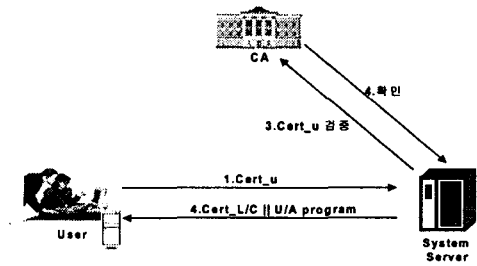 CA
4.확인
3.Cert_u 검증
1.Cert_u
4.Cert_L/C || U/A program
User
System
Server